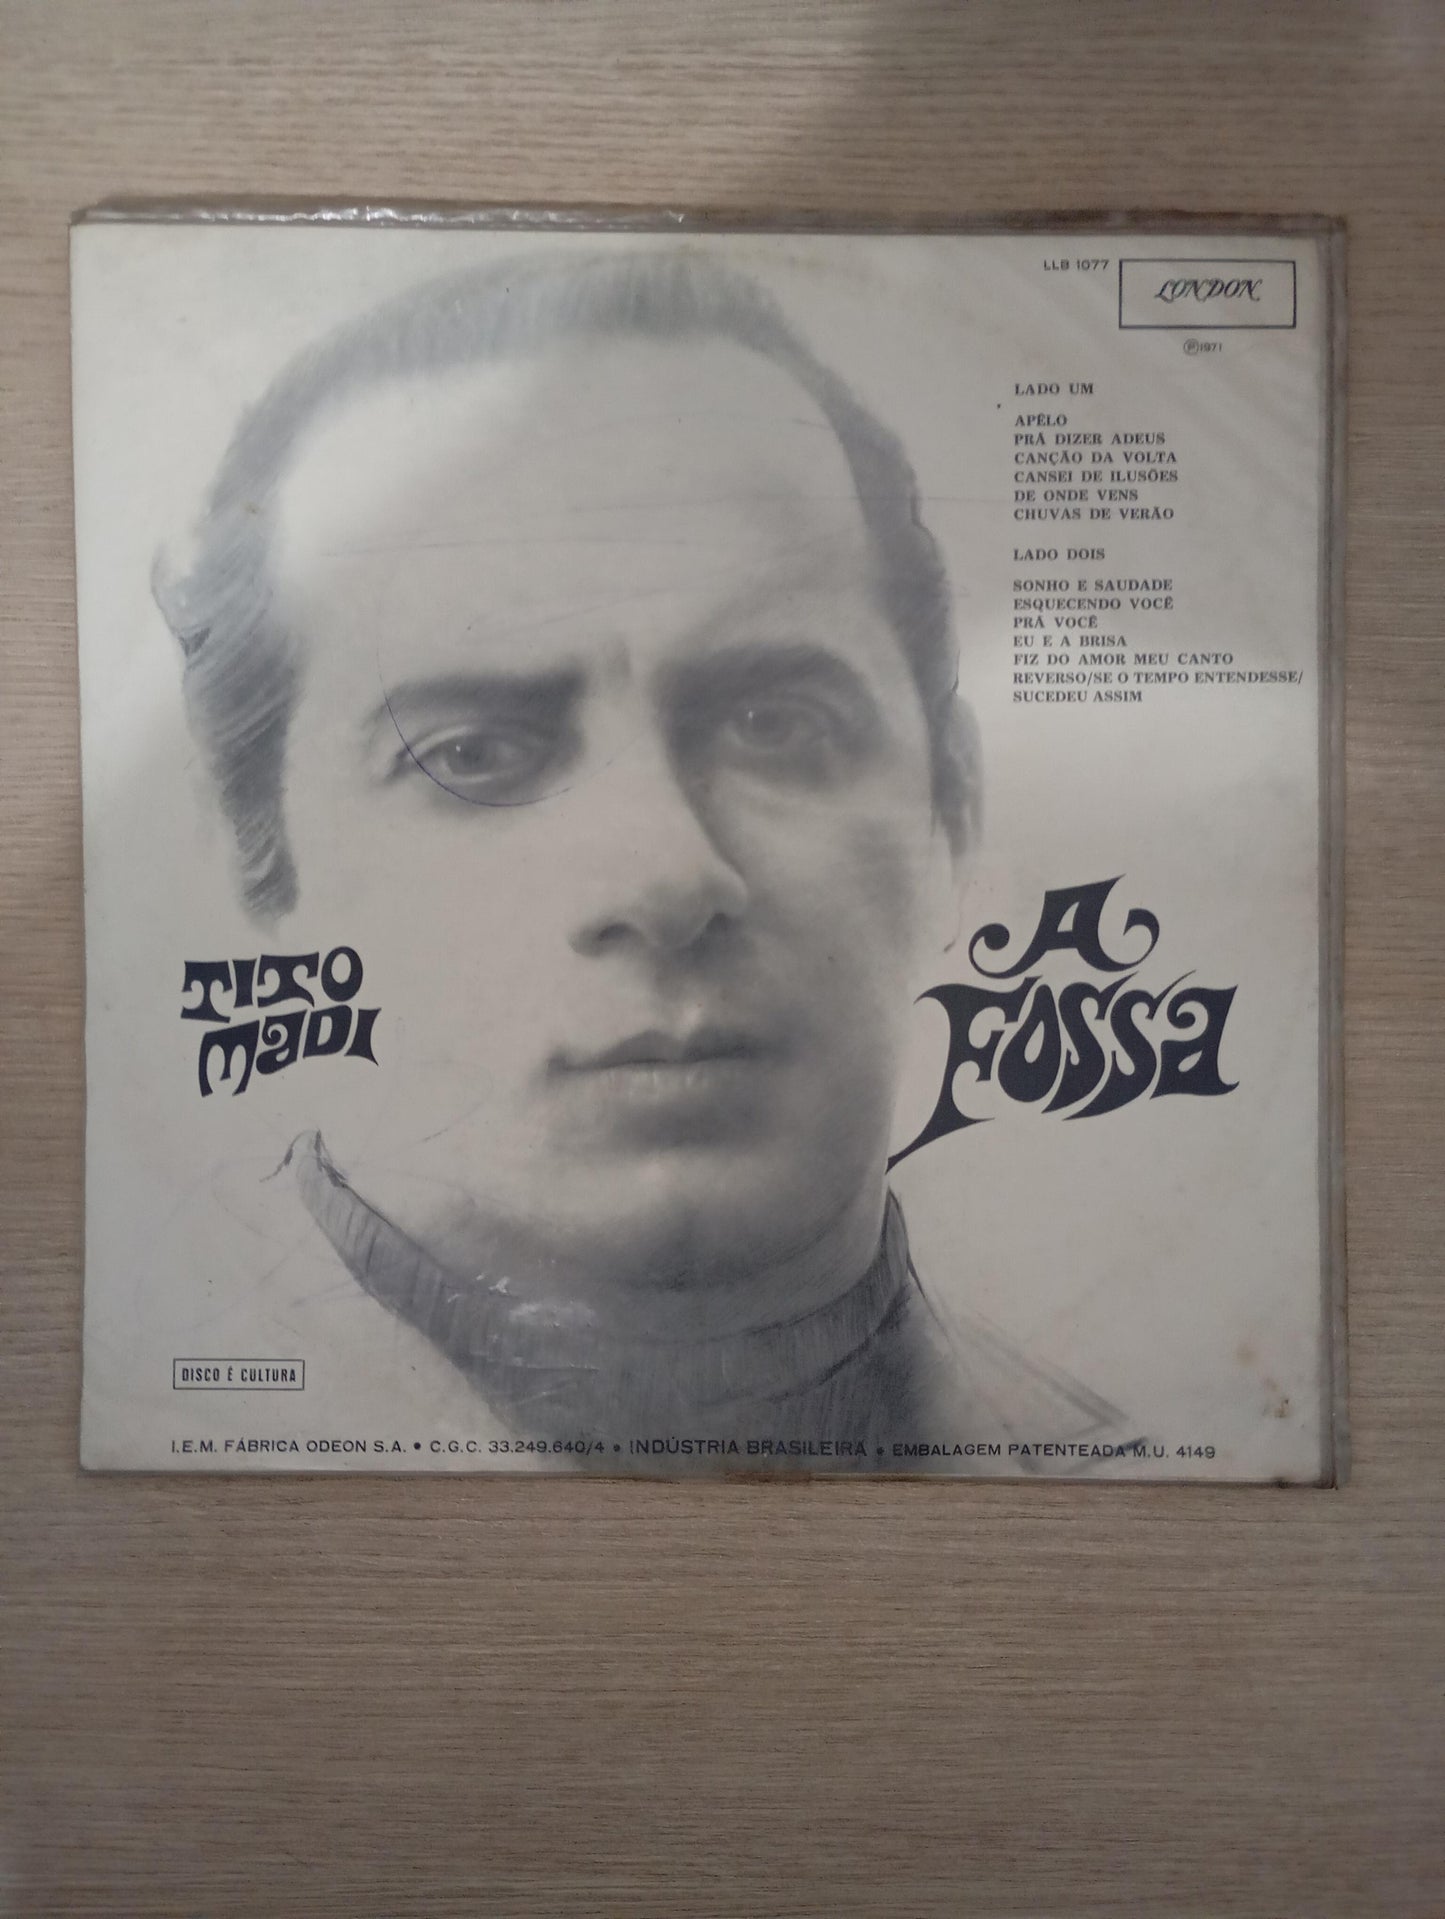 LLB 1077
LONDON
Ⓟ1971
LADO UM
APÊLO
PRÁ DIZER ADEUS
CANÇÃO DA VOLTA
CANSEI DE ILUSÕES
DE ONDE VENS
CHUVAS DE VERÃO
LADO DOIS
SONHO E SAUDADE
ESQUECENDO VOCÊ
PRÁ VOCÊ
EU E A BRISA
FIZ DO AMOR MEU CANTO
REVERSO/SE O TEMPO ENTENDESSE/
SUCEDEU ASSIM
TITO
MADI
A
FOSSA
DISCO É CULTURA
I.E.M. FÁBRICA ODEON S.A. • C.G.C. 33.249.640/4 • INDÚSTRIA BRASILEIRA • EMBALAGEM PATENTEADA M.U. 4149